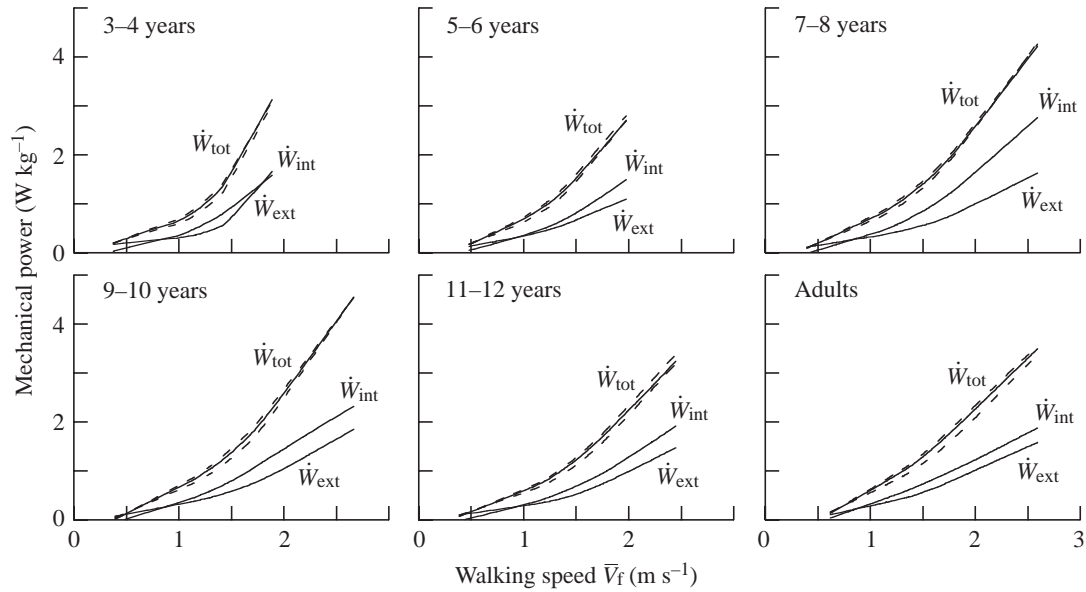 Mechanical power (W kg⁻¹)
3–4 years
5–6 years
7–8 years
4
2
0
Ẇtot
Ẇint
Ẇext
Ẇtot
Ẇint
Ẇext
Ẇtot
Ẇint
Ẇext
9–10 years
11–12 years
Adults
4
2
0
Ẇtot
Ẇint
Ẇext
Ẇtot
Ẇint
Ẇext
Ẇtot
Ẇint
Ẇext
0 1 2 0 1 2 0 1 2 3
Walking speed V̄f (m s⁻¹)